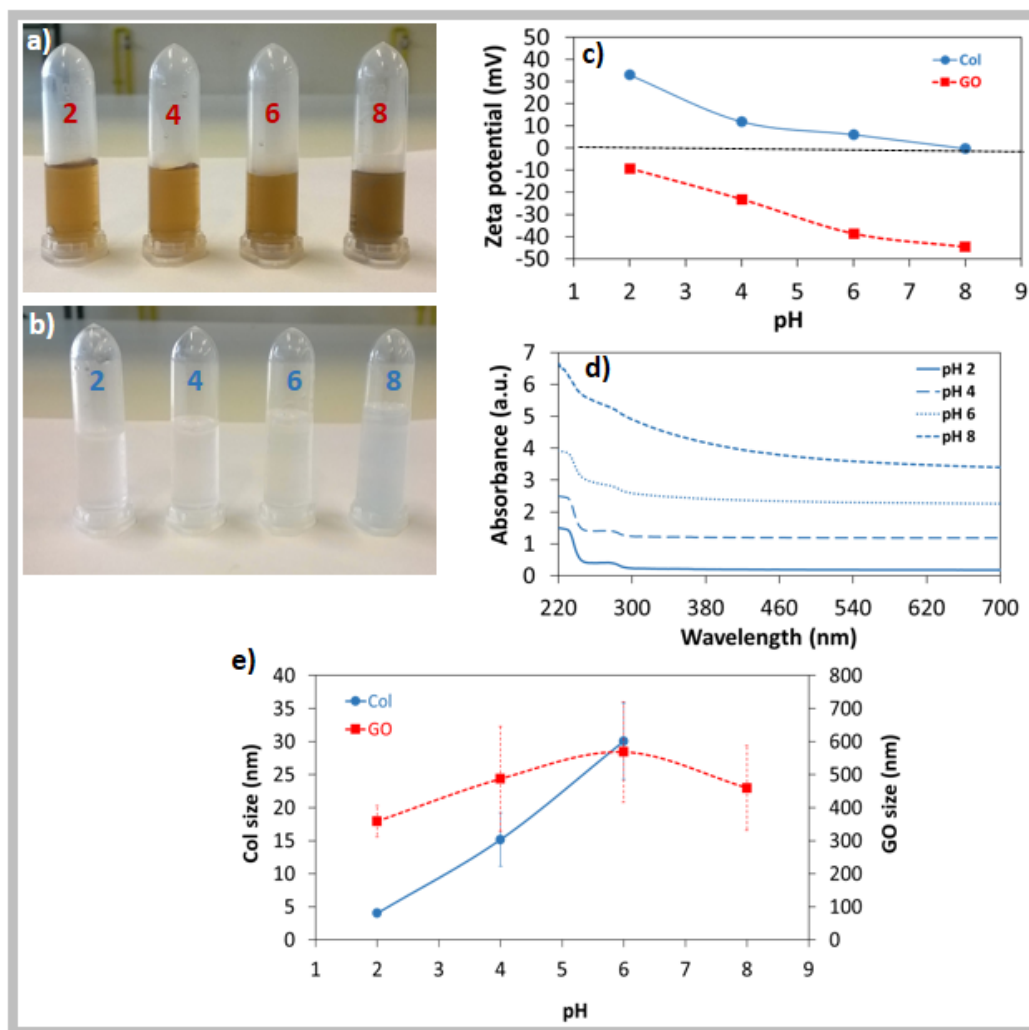 a)
2 4 6 8
b)
2 4 6 8
c)
Zeta potential (mV)
50
40
30
20
10
0
-10
-20
-30
-40
-50
Col
GO
1 2 3 4 5 6 7 8 9
pH
d)
Absorbance (a.u.)
7
6
5
4
3
2
1
0
pH 2
pH 4
pH 6
pH 8
220 300 380 460 540 620 700
Wavelength (nm)
e)
Col size (nm)
40
35
30
25
20
15
10
5
0
Col
GO
800
700
600
500
400
300
200
100
0
GO size (nm)
1 2 3 4 5 6 7 8 9
pH